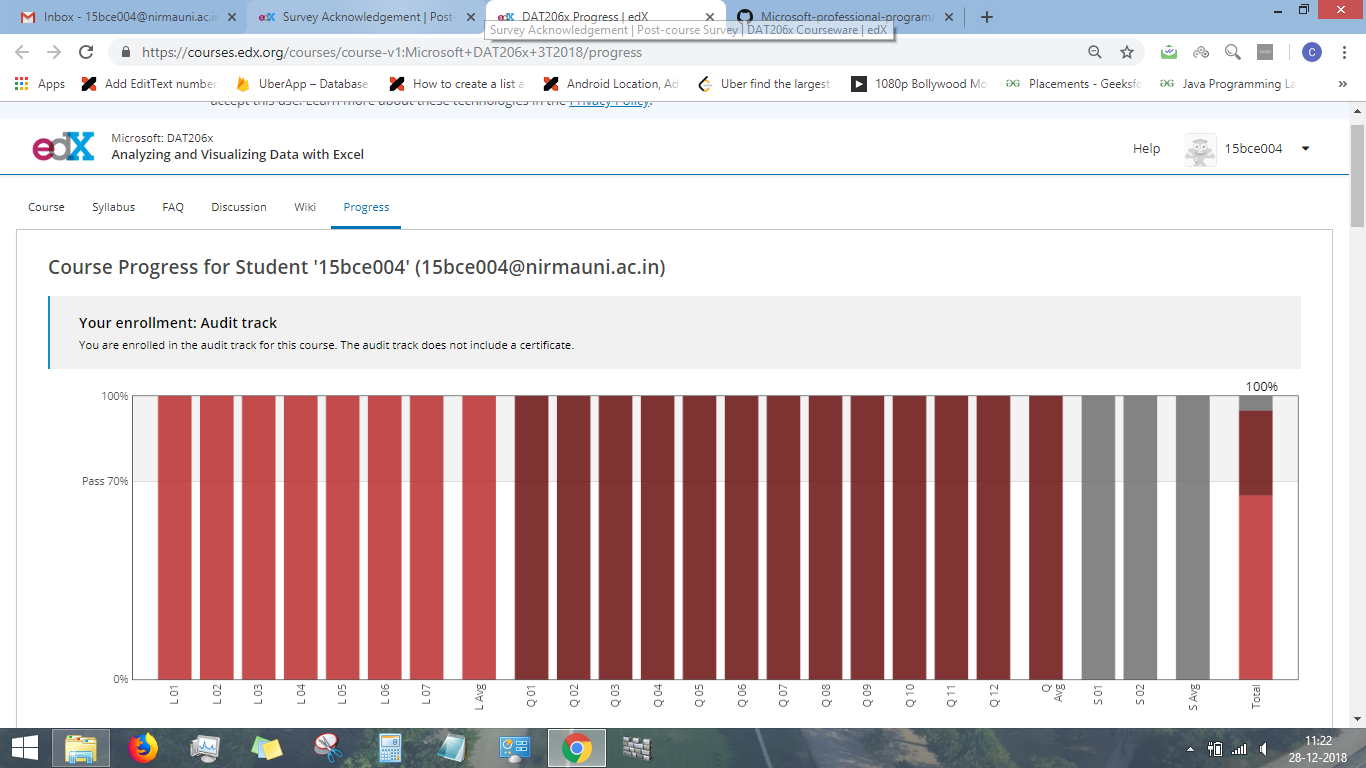 Inbox - 15bce004@nirmauni.ac.in
edX Survey Acknowledgement | Post-
edX DAT206x Progress | edX
Microsoft-professional-program/
Survey Acknowledgement | Post-course Survey | DAT206x Courseware | edX
https://courses.edx.org/courses/course-v1:Microsoft+DAT206x+3T2018/progress
C
Apps
Add EditText number
UberApp – Database
How to create a list a
Android Location, Ad
Uber find the largest
1080p Bollywood Mo
Placements - Geeksfo
Java Programming La
»
accept this use. Learn more about these technologies in the Privacy Policy.
edX
Microsoft: DAT206x
Analyzing and Visualizing Data with Excel
Help
15bce004
Course
Syllabus
FAQ
Discussion
Wiki
Progress
Course Progress for Student '15bce004' (15bce004@nirmauni.ac.in)
Your enrollment: Audit track
You are enrolled in the audit track for this course. The audit track does not include a certificate.
100%
100%
Pass 70%
0%
L 01
L 02
L 03
L 04
L 05
L 06
L 07
L Avg
Q 01
Q 02
Q 03
Q 04
Q 05
Q 06
Q 07
Q 08
Q 09
Q 10
Q 11
Q 12
Q Avg
S 01
S 02
S Avg
Total
11:22
28-12-2018